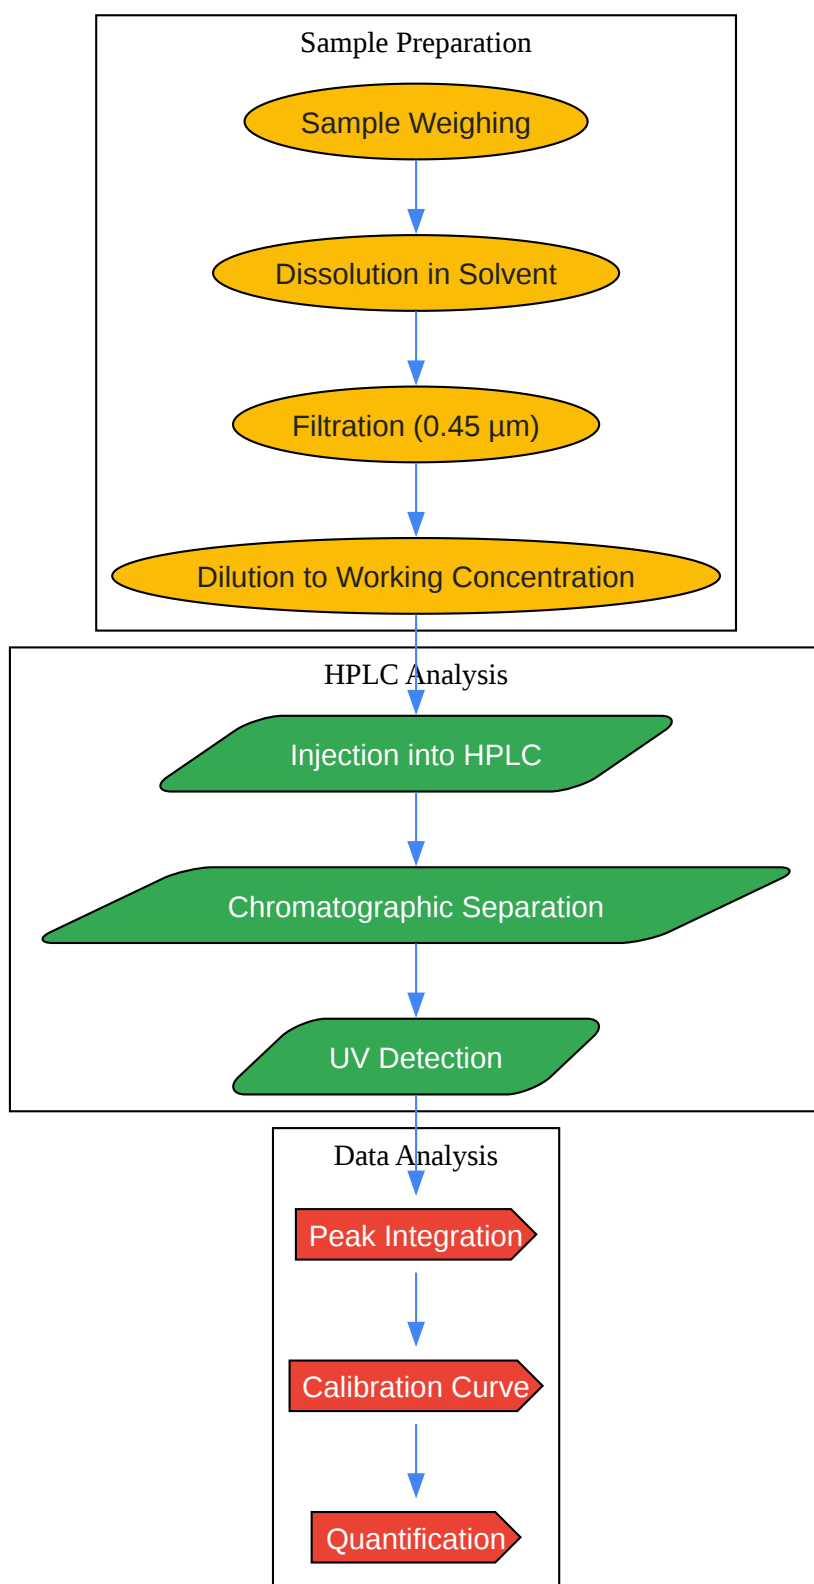 Sample Preparation
Sample Weighing
Dissolution in Solvent
Filtration (0.45 µm)
Dilution to Working Concentration
HPLC Analysis
Injection into HPLC
Chromatographic Separation
UV Detection
Data Analysis
Peak Integration
Calibration Curve
Quantification